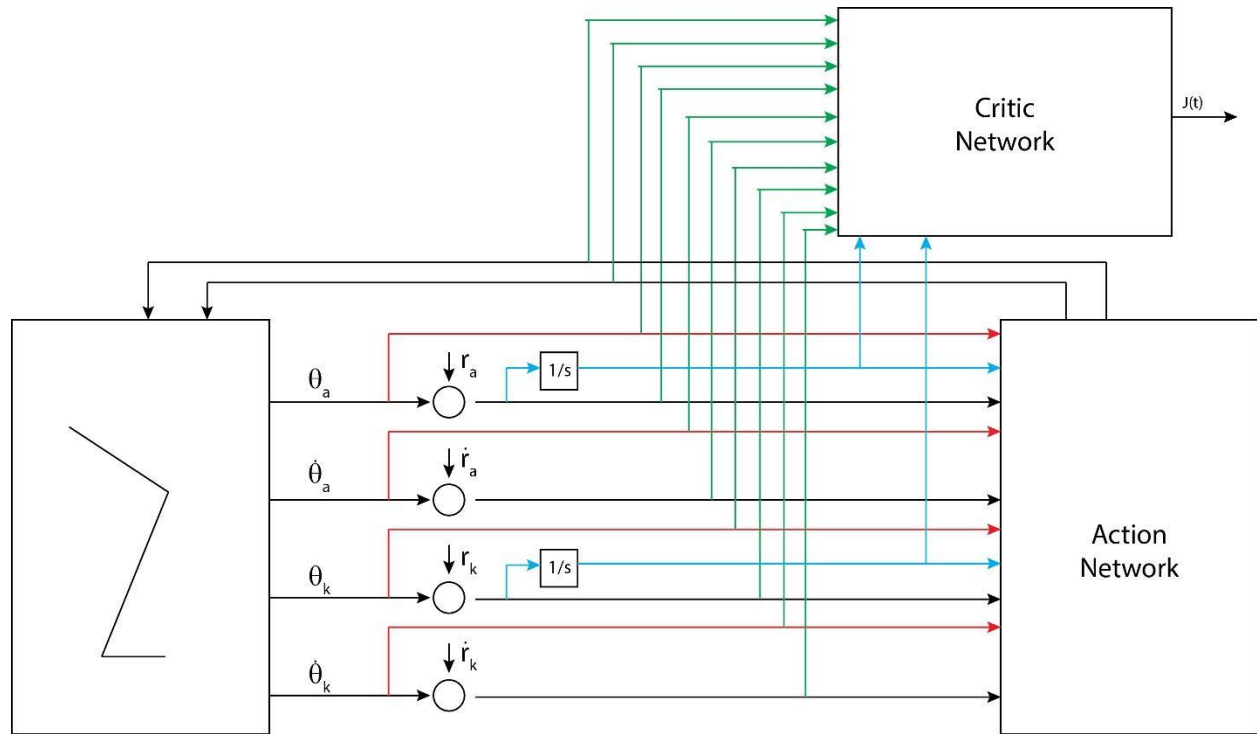 Critic
Network
J(t)
θa
ra
1/s
θ̇a
ṙa
θk
rk
1/s
θ̇k
ṙk
Action
Network